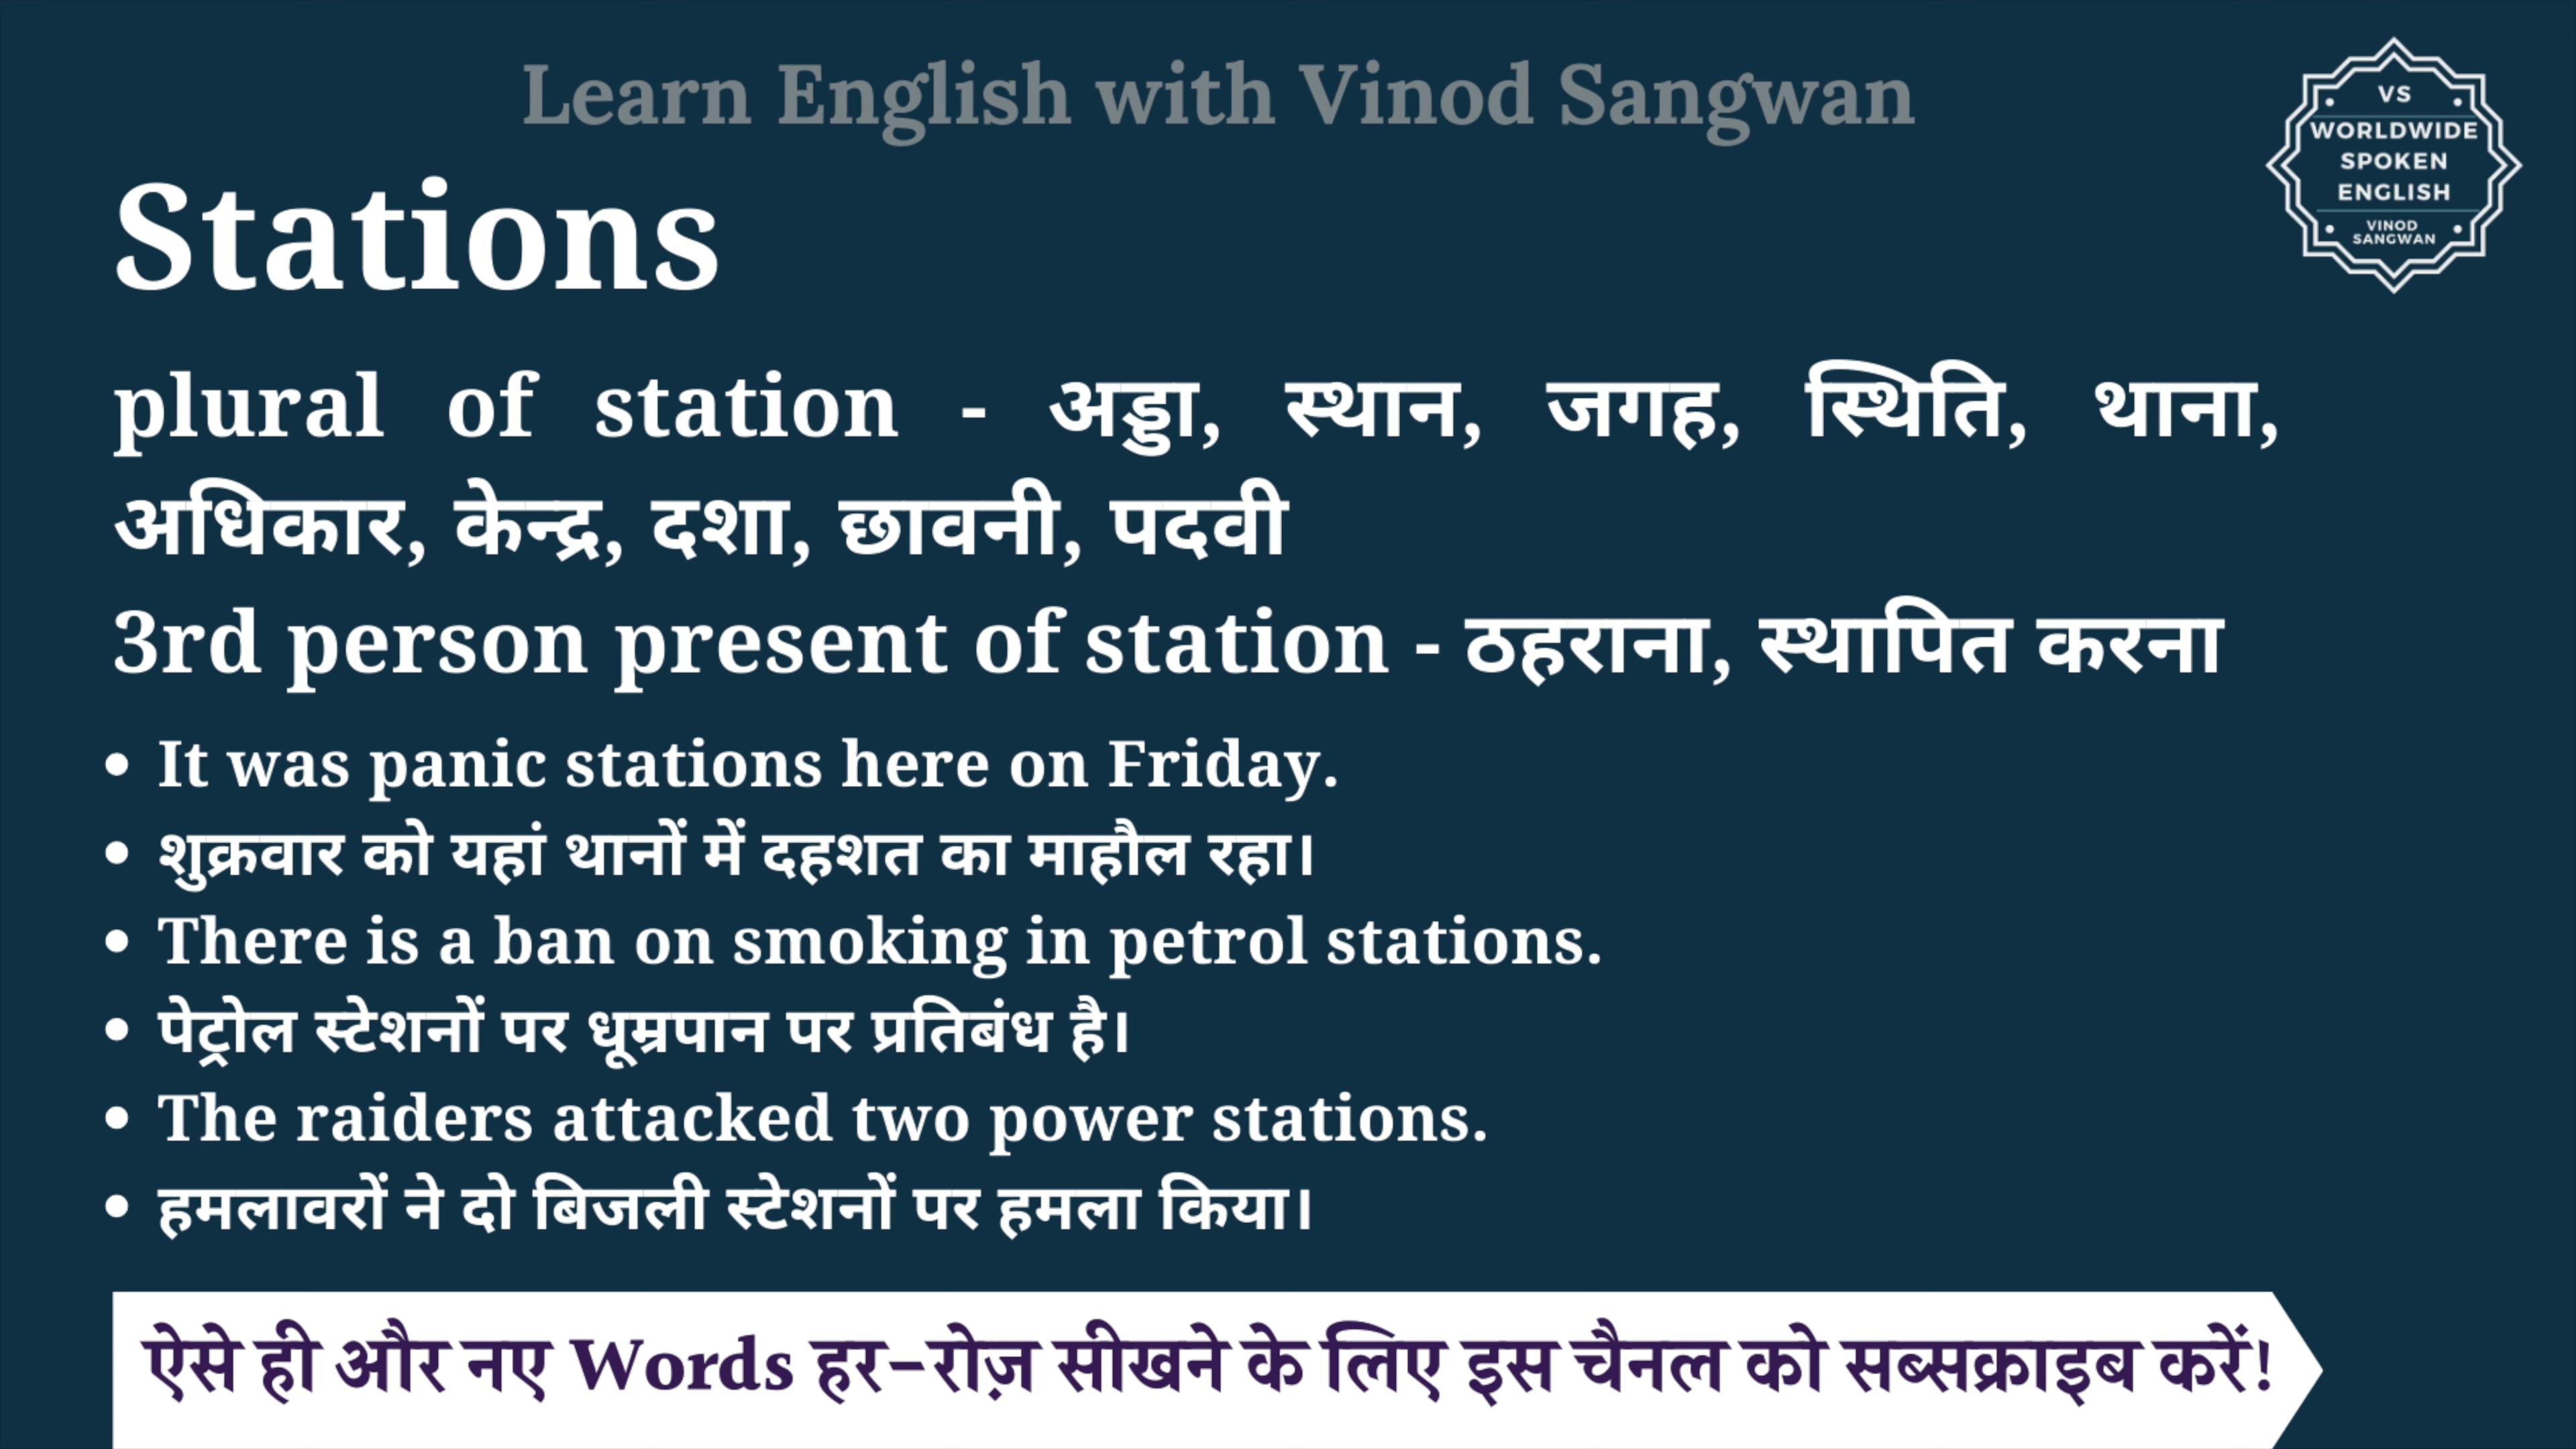 Learn English with Vinod Sangwan
VS
WORLDWIDE
SPOKEN
ENGLISH
VINOD
SANGWAN
Stations
plural of station - अड्डा, स्थान, जगह, स्थिति, थाना,
अधिकार, केन्द्र, दशा, छावनी, पदवी
3rd person present of station - ठहराना, स्थापित करना
• It was panic stations here on Friday.
• शुक्रवार को यहां थानों में दहशत का माहौल रहा।
• There is a ban on smoking in petrol stations.
• पेट्रोल स्टेशनों पर धूम्रपान पर प्रतिबंध है।
• The raiders attacked two power stations.
• हमलावरों ने दो बिजली स्टेशनों पर हमला किया।
ऐसे ही और नए Words हर-रोज़ सीखने के लिए इस चैनल को सब्सक्राइब करें!